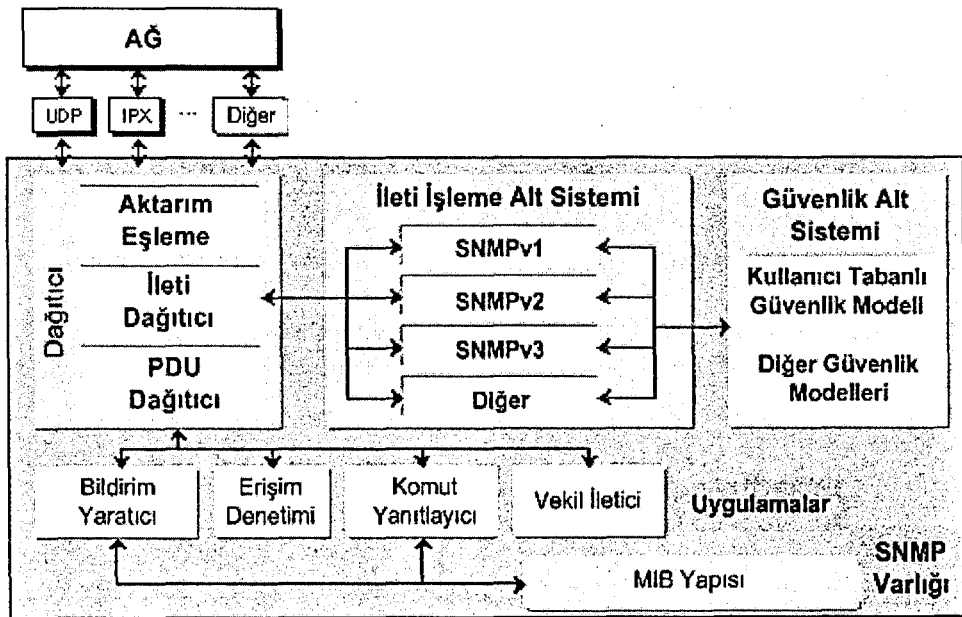 AĞ
UDP
IPX
...
Diğer
Dağıtıcı
Aktarım
Eşleme
İleti
Dağıtıcı
PDU
Dağıtıcı
İleti İşleme Alt Sistemi
SNMPv1
SNMPv2
SNMPv3
Diğer
Güvenlik Alt
Sistemi
Kullanıcı Tabanlı
Güvenlik Modeli
Diğer Güvenlik
Modelleri
Bildirim
Yaratıcı
Erişim
Denetimi
Komut
Yanıtlayıcı
Vekil İletici
Uygulamalar
MIB Yapısı
SNMP
Varlığı